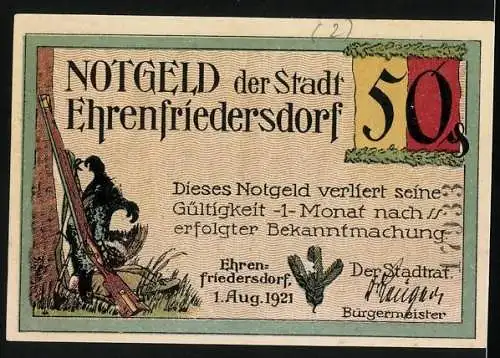 (2)
NOTGELD der Stadt
Ehrenfriedersdorf
50
Dieses Notgeld verliert seine
Gültigkeit -1- Monat nach
erfolgter Bekanntmachung
Ehren-
friedersdorf,
1. Aug. 1921
Der Stadtrat.
Bürgermeister